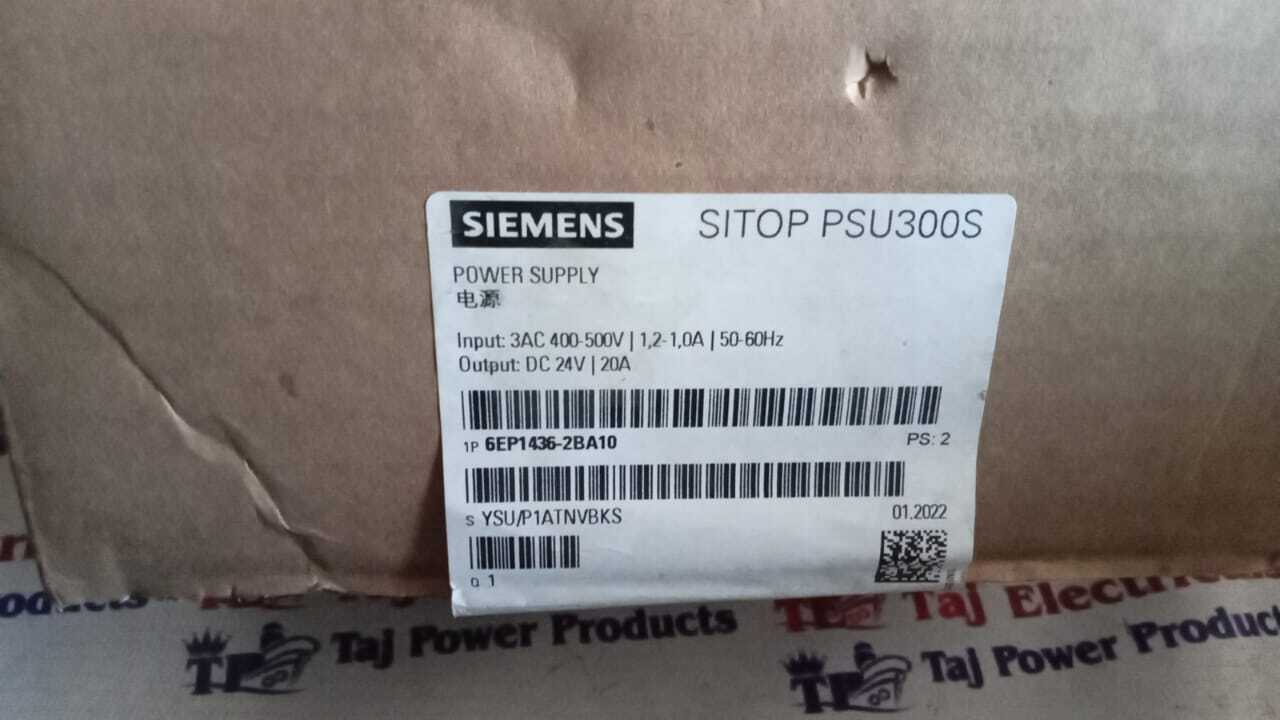 SIEMENS SITOP PSU300S
POWER SUPPLY
电源
Input: 3AC 400-500V | 1,2-1,0A | 50-60Hz
Output: DC 24V | 20A
1P 6EP1436-2BA10 PS: 2
S YSU/P1ATNVBKS 01.2022
Q 1
Taj Electrical
Taj Power Products
Taj Power Products